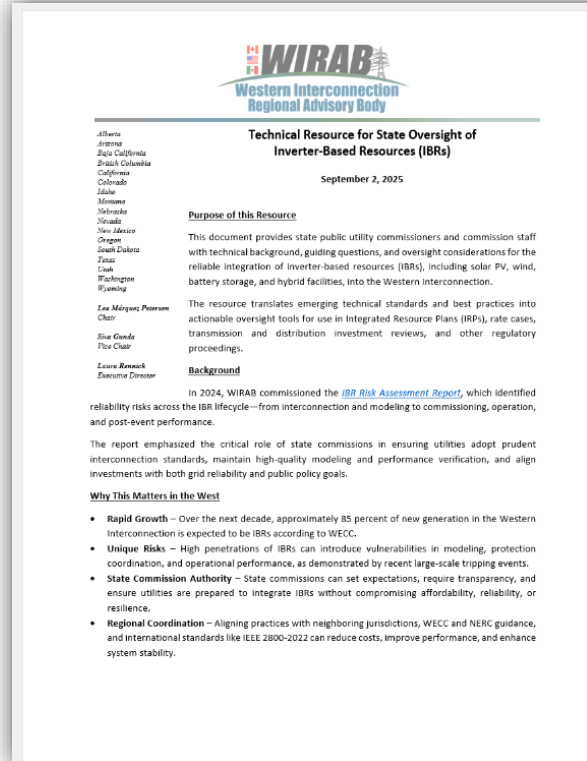 WIRAB
Western Interconnection
Regional Advisory Body
Alberta
Arizona
Baja California
British Columbia
California
Colorado
Idaho
Montana
Nebraska
Nevada
New Mexico
Oregon
South Dakota
Texas
Utah
Washington
Wyoming
Lea Márquez Peterson
Chair
Siva Gunda
Vice Chair
Laura Rennick
Executive Director
Technical Resource for State Oversight of
Inverter-Based Resources (IBRs)
September 2, 2025
Purpose of this Resource
This document provides state public utility commissioners and commission staff
with technical background, guiding questions, and oversight considerations for the
reliable integration of inverter-based resources (IBRs), including solar PV, wind,
battery storage, and hybrid facilities, into the Western Interconnection.
The resource translates emerging technical standards and best practices into
actionable oversight tools for use in Integrated Resource Plans (IRPs), rate cases,
transmission and distribution investment reviews, and other regulatory
proceedings.
Background
In 2024, WIRAB commissioned the IBR Risk Assessment Report, which identified
reliability risks across the IBR lifecycle—from interconnection and modeling to commissioning, operation,
and post-event performance.
The report emphasized the critical role of state commissions in ensuring utilities adopt prudent
interconnection standards, maintain high-quality modeling and performance verification, and align
investments with both grid reliability and public policy goals.
Why This Matters in the West
• Rapid Growth – Over the next decade, approximately 85 percent of new generation in the Western
Interconnection is expected to be IBRs according to WECC.
• Unique Risks – High penetrations of IBRs can introduce vulnerabilities in modeling, protection
coordination, and operational performance, as demonstrated by recent large-scale tripping events.
• State Commission Authority – State commissions can set expectations, require transparency, and
ensure utilities are prepared to integrate IBRs without compromising affordability, reliability, or
resilience.
• Regional Coordination – Aligning practices with neighboring jurisdictions, WECC and NERC guidance,
and international standards like IEEE 2800-2022 can reduce costs, improve performance, and enhance
system stability.